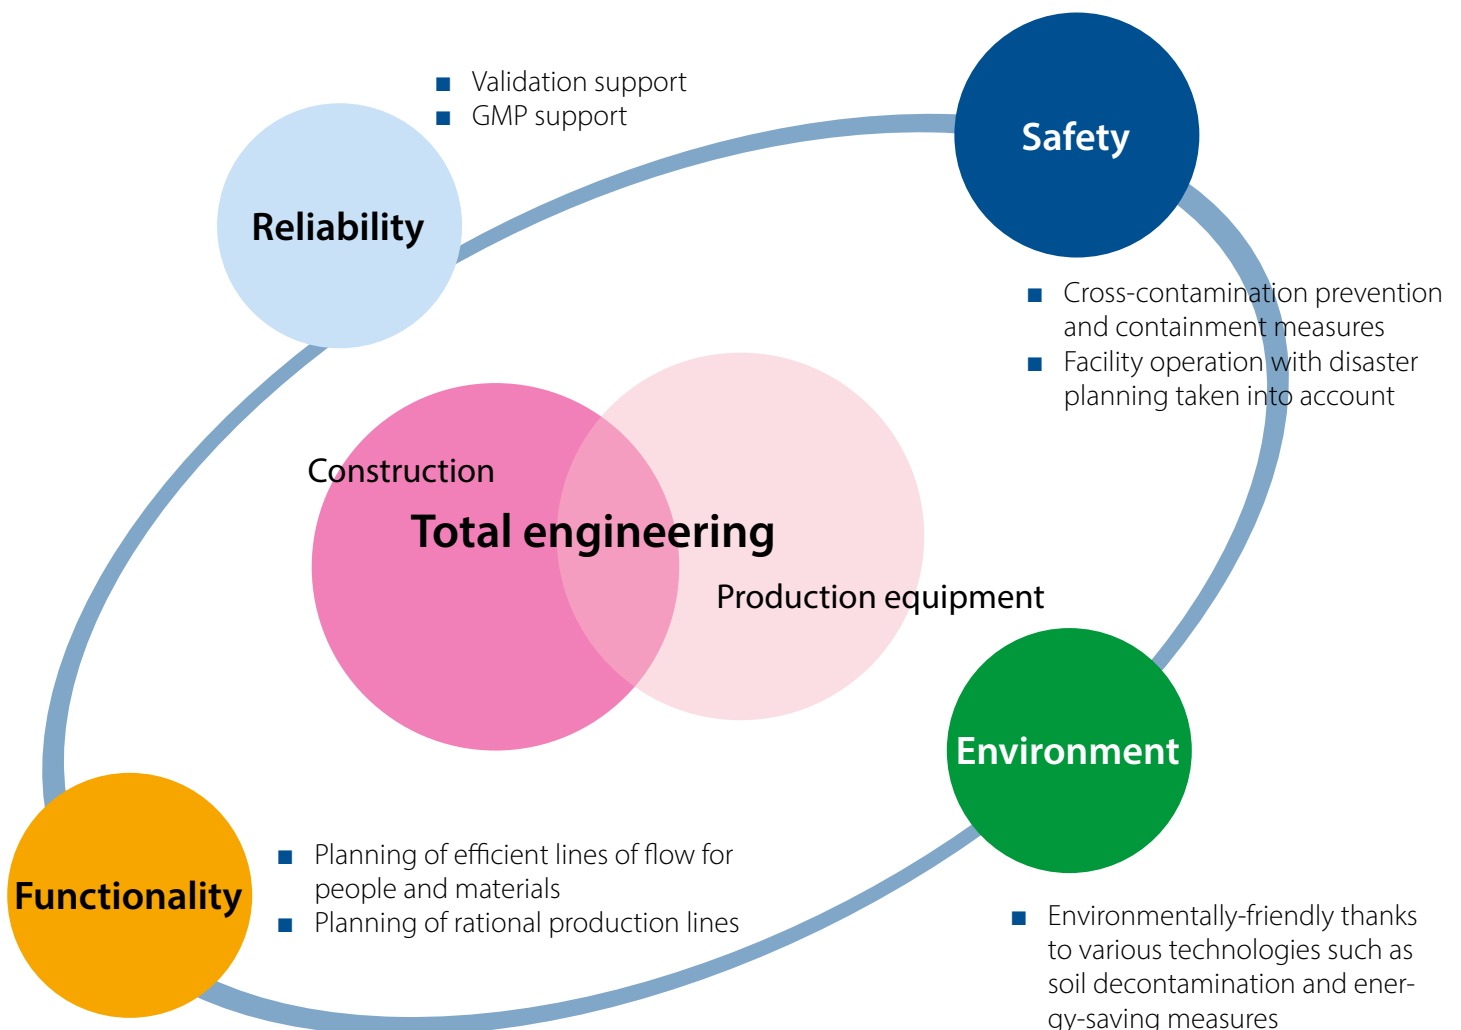 Validation support
GMP support
Reliability
Safety
Cross-contamination prevention
and containment measures
Facility operation with disaster
planning taken into account
Construction
Total engineering
Production equipment
Environment
Functionality
Planning of efficient lines of flow for
people and materials
Planning of rational production lines
Environmentally-friendly thanks
to various technologies such as
soil decontamination and ener-
gy-saving measures